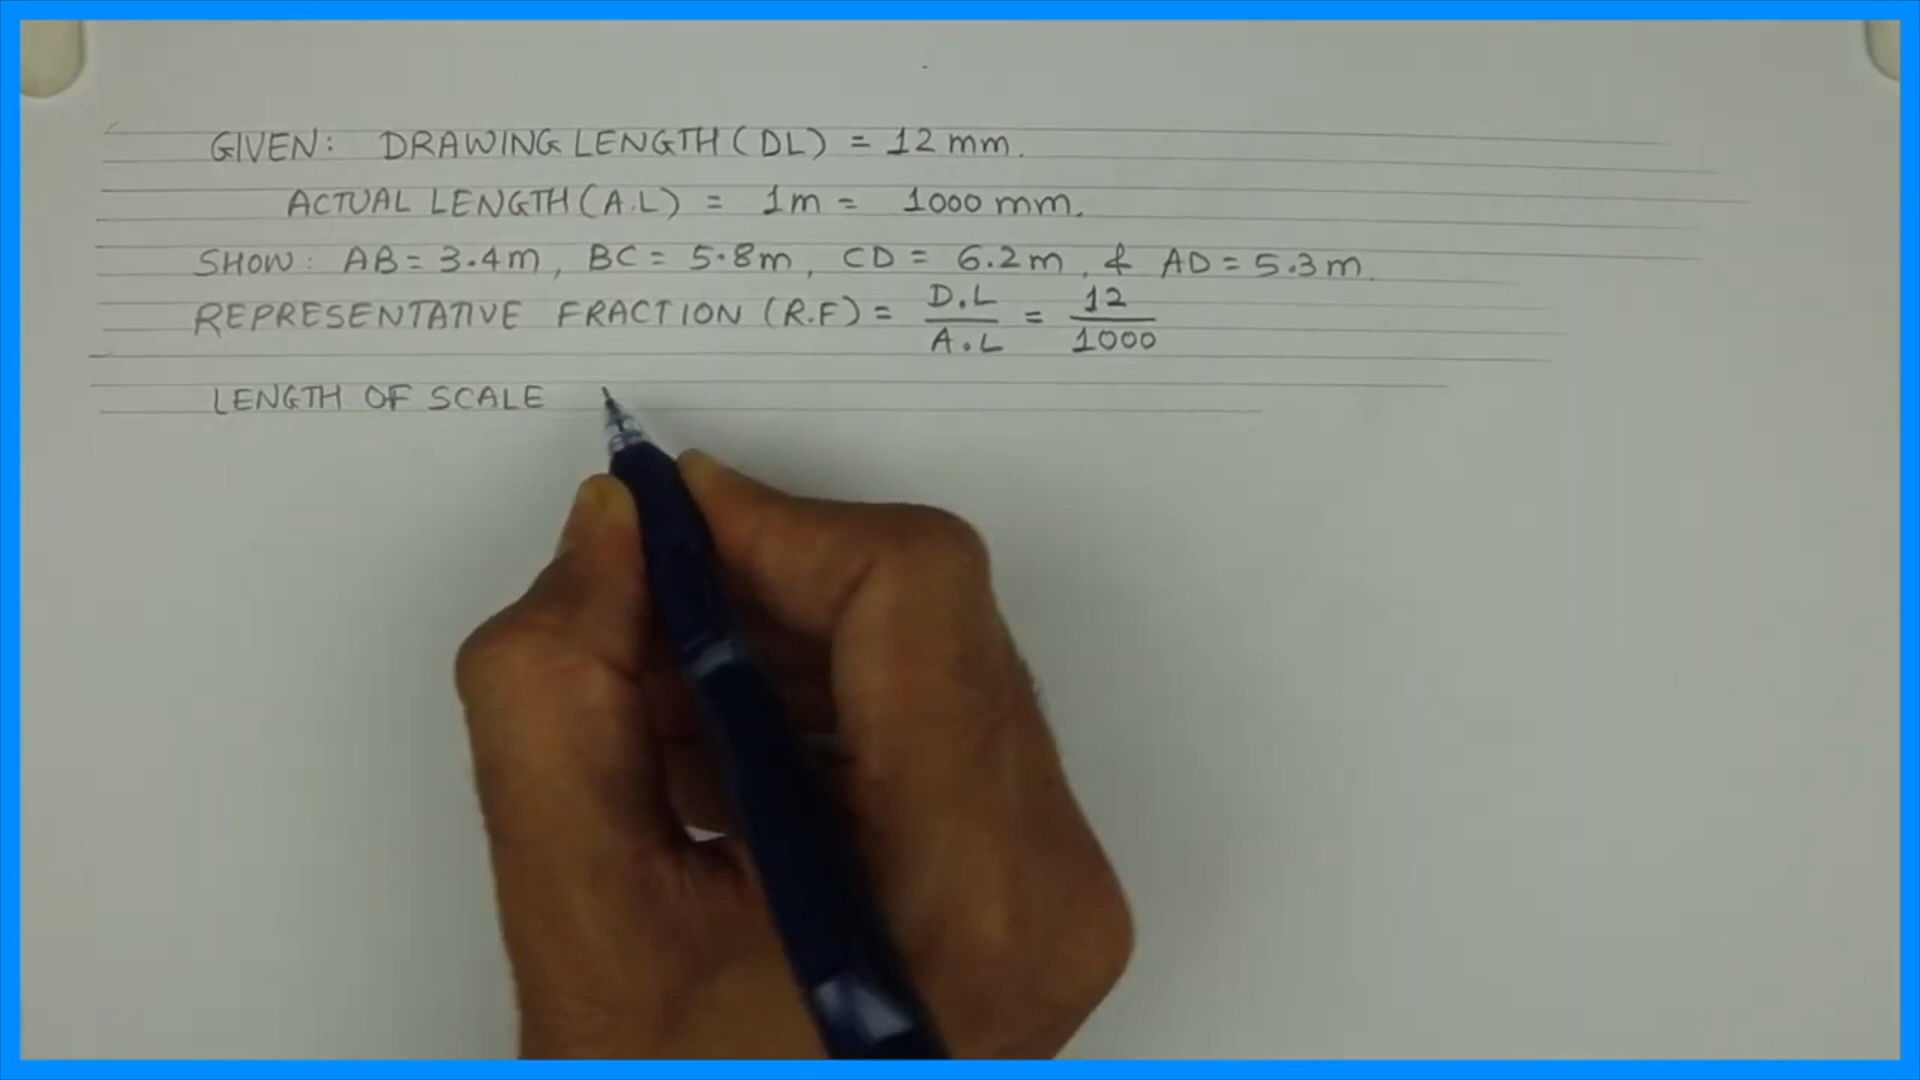 GIVEN: DRAWING LENGTH (DL) = 12 mm.
ACTUAL LENGTH (A.L) = 1m = 1000 mm.
SHOW: AB = 3.4m, BC = 5.8m, CD = 6.2m, & AD = 5.3m.
REPRESENTATIVE FRACTION (R.F) = D.L/A.L = 12/1000
LENGTH OF SCALE